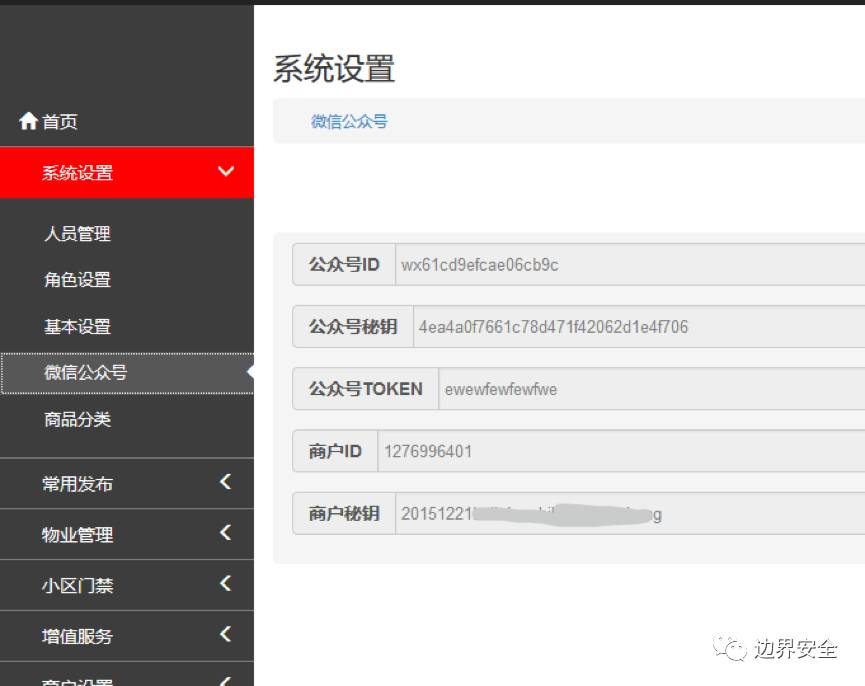 系统设置
微信公众号
首页
系统设置
人员管理
角色设置
基本设置
微信公众号
商品分类
常用发布
物业管理
小区门禁
增值服务
商户设置
公众号ID wx61cd9efcae06cb9c
公众号秘钥 4ea4a0f7661c78d471f42062d1e4f706
公众号TOKEN ewewfewfewfwe
商户ID 1276996401
商户秘钥 20151221
边界安全